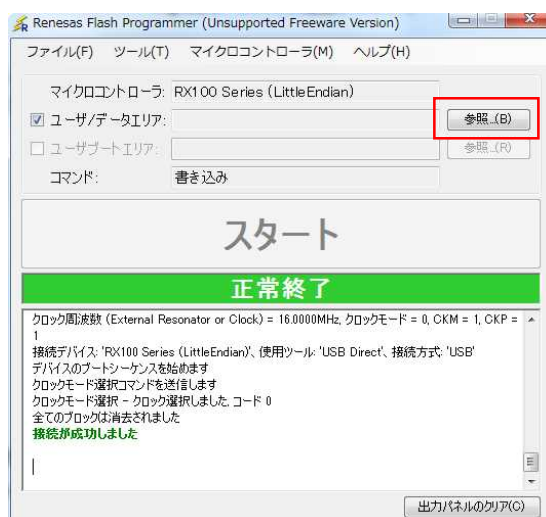 Renesas Flash Programmer (Unsupported Freeware Version)
ファイル(F) ツール(T) マイクロコントローラ(M) ヘルプ(H)
マイクロコントローラ: RX100 Series (LittleEndian)
ユーザ/データエリア: 参照...(B)
ユーザブートエリア: 参照...(R)
コマンド: 書き込み
スタート
正常終了
クロック周波数 (External Resonator or Clock) = 16.0000MHz, クロックモード = 0, CKM = 1, CKP =
1
接続デバイス: 'RX100 Series (LittleEndian)'、使用ツール: 'USB Direct'、接続方式: 'USB'
デバイスのブートシーケンスを始めます
クロックモード選択コマンドを送信します
クロックモード選択 - クロック選択しました, コード 0
全てのブロックは消去されました
接続が成功しました
出力パネルのクリア(C)